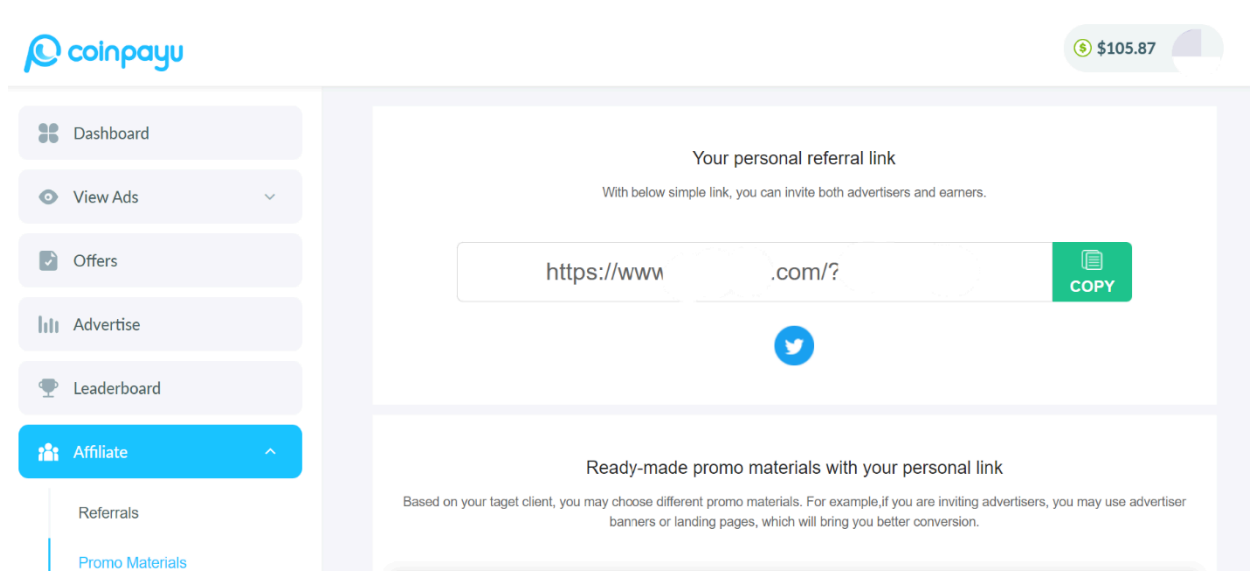 coinpayu
$105.87
Dashboard
View Ads
Offers
Advertise
Leaderboard
Affiliate
Referrals
Promo Materials
Your personal referral link
With below simple link, you can invite both advertisers and earners.
https://www .com/?
COPY
Ready-made promo materials with your personal link
Based on your taget client, you may choose different promo materials. For example,if you are inviting advertisers, you may use advertiser
banners or landing pages, which will bring you better conversion.